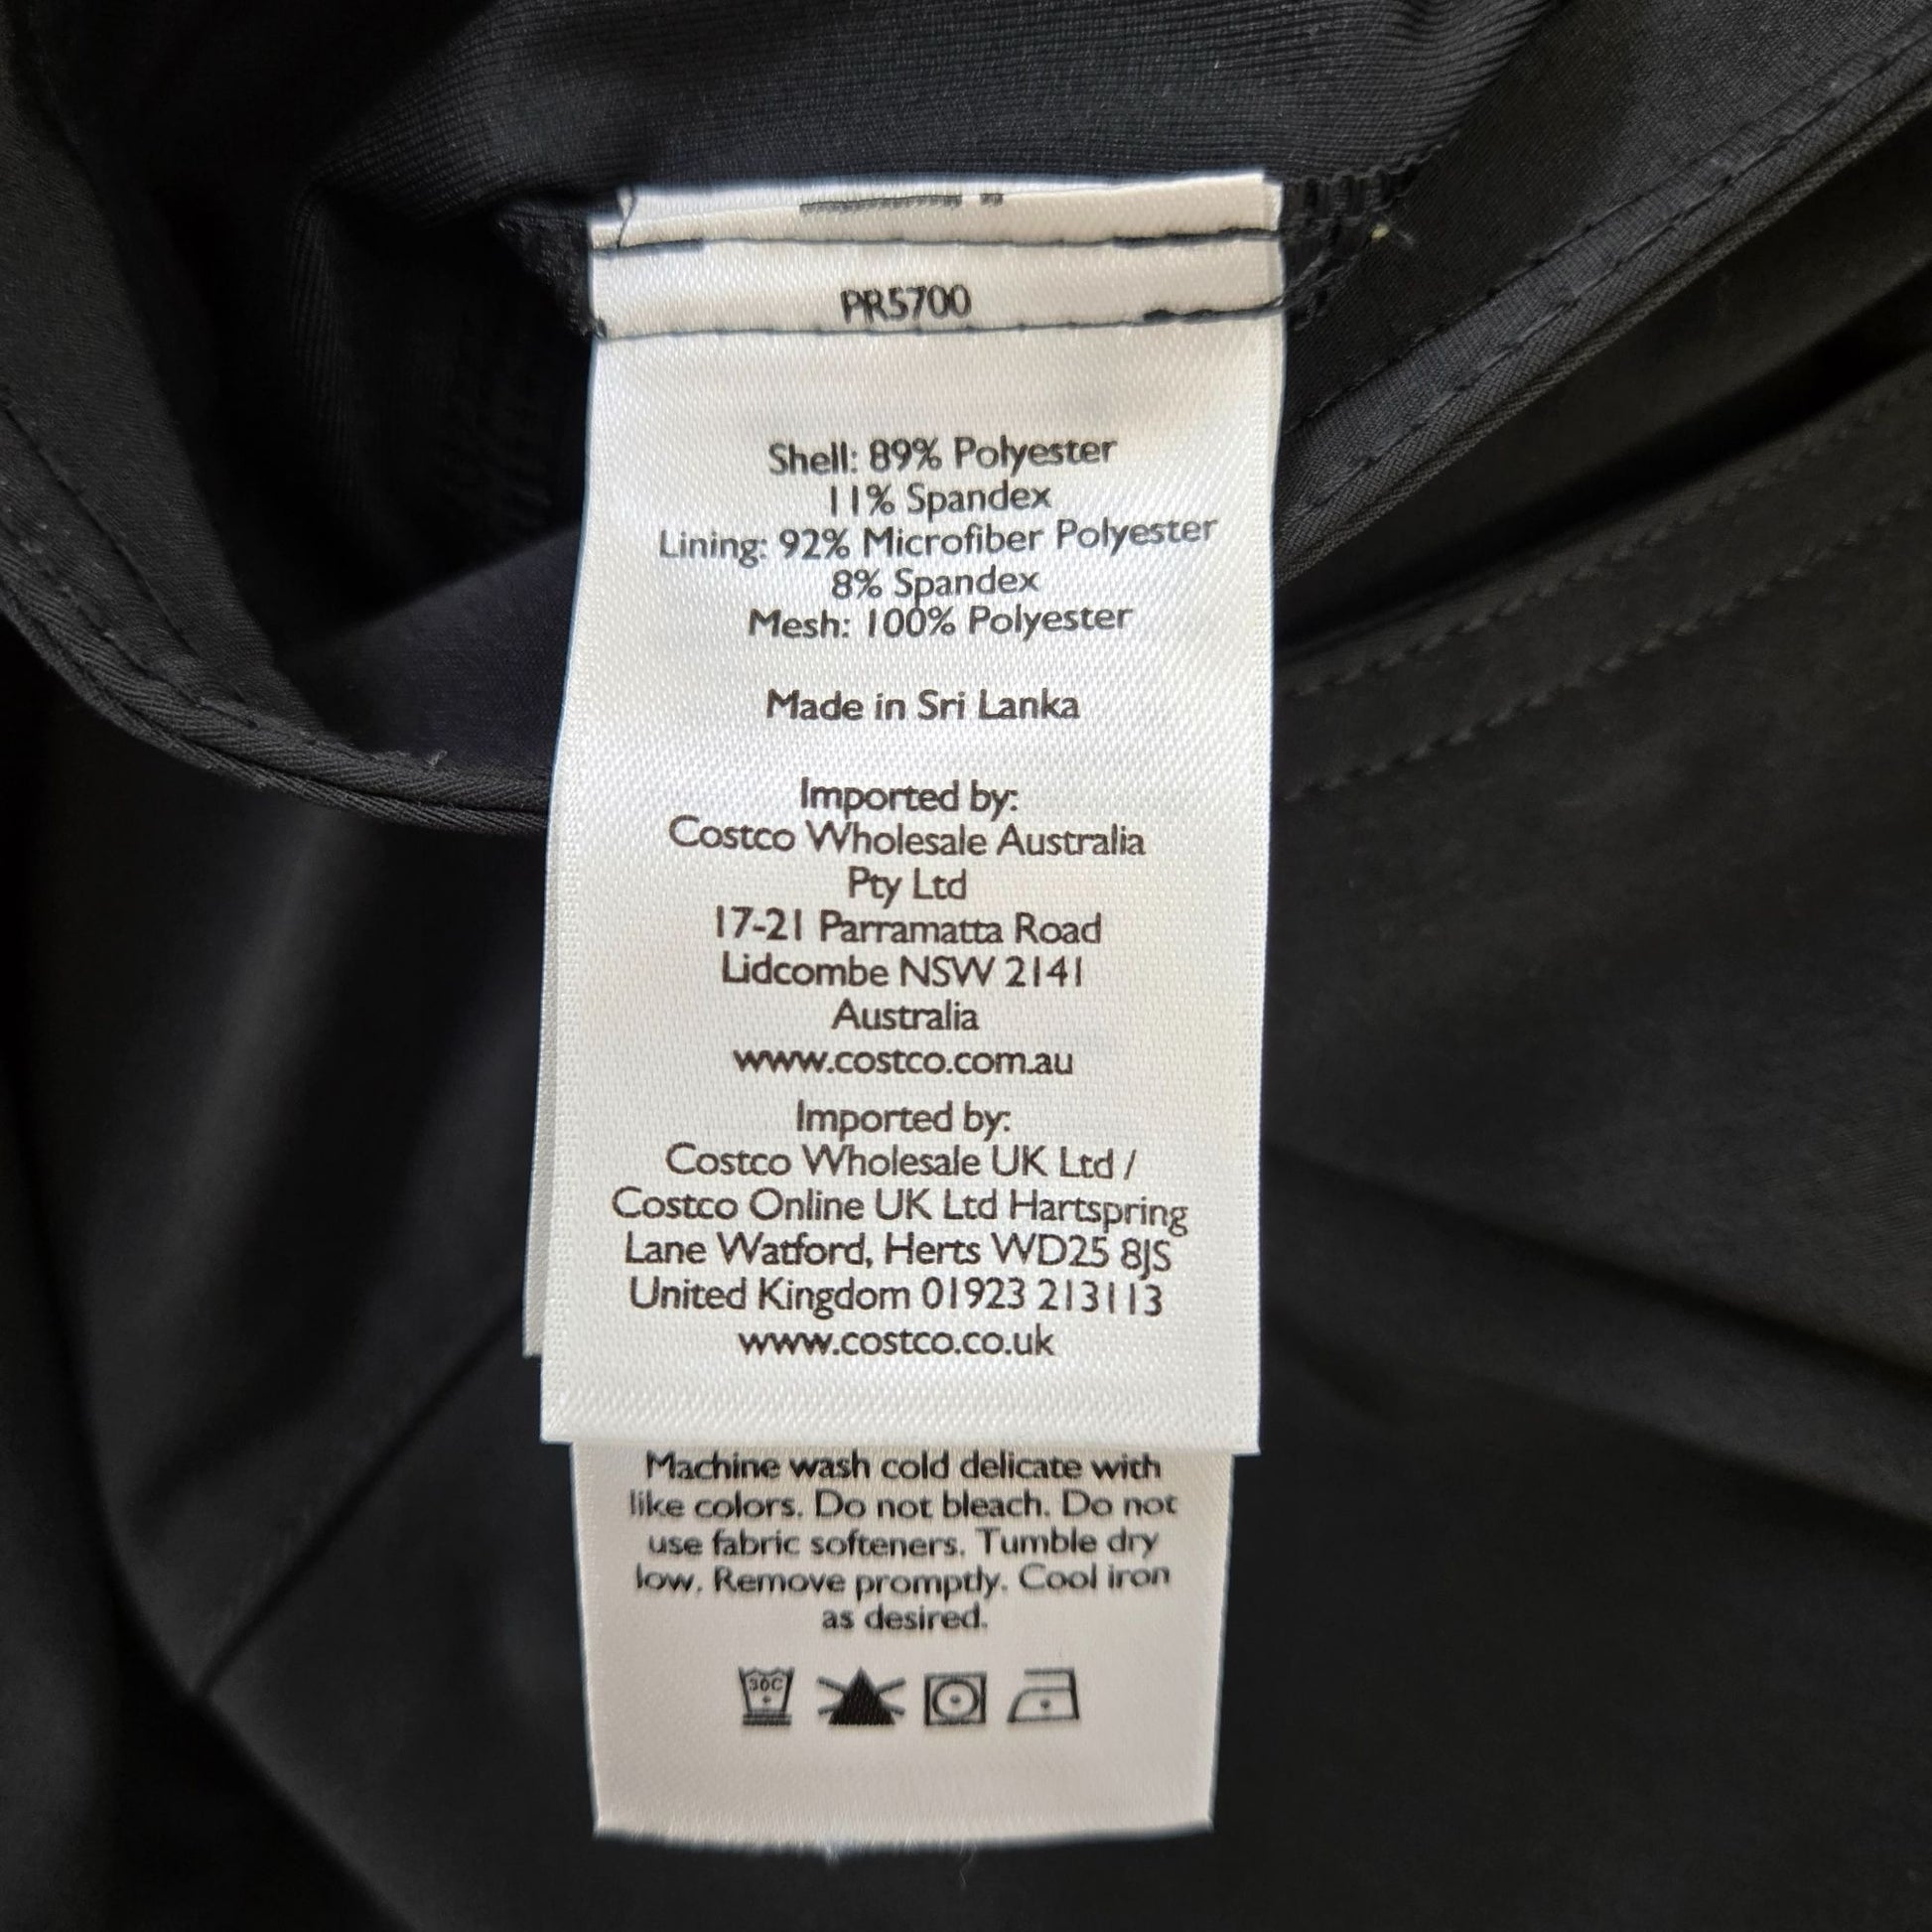 PR5700
Shell: 89% Polyester
11% Spandex
Lining: 92% Microfiber Polyester
8% Spandex
Mesh: 100% Polyester
Made in Sri Lanka
Imported by:
Costco Wholesale Australia
Pty Ltd
17-21 Parramatta Road
Lidcombe NSW 2141
Australia
www.costco.com.au
Imported by:
Costco Wholesale UK Ltd /
Costco Online UK Ltd Hartspring
Lane Watford, Herts WD25 8JS
United Kingdom 01923 213113
www.costco.co.uk
Machine wash cold delicate with
like colors. Do not bleach. Do not
use fabric softeners. Tumble dry
low. Remove promptly. Cool iron
as desired.
30C